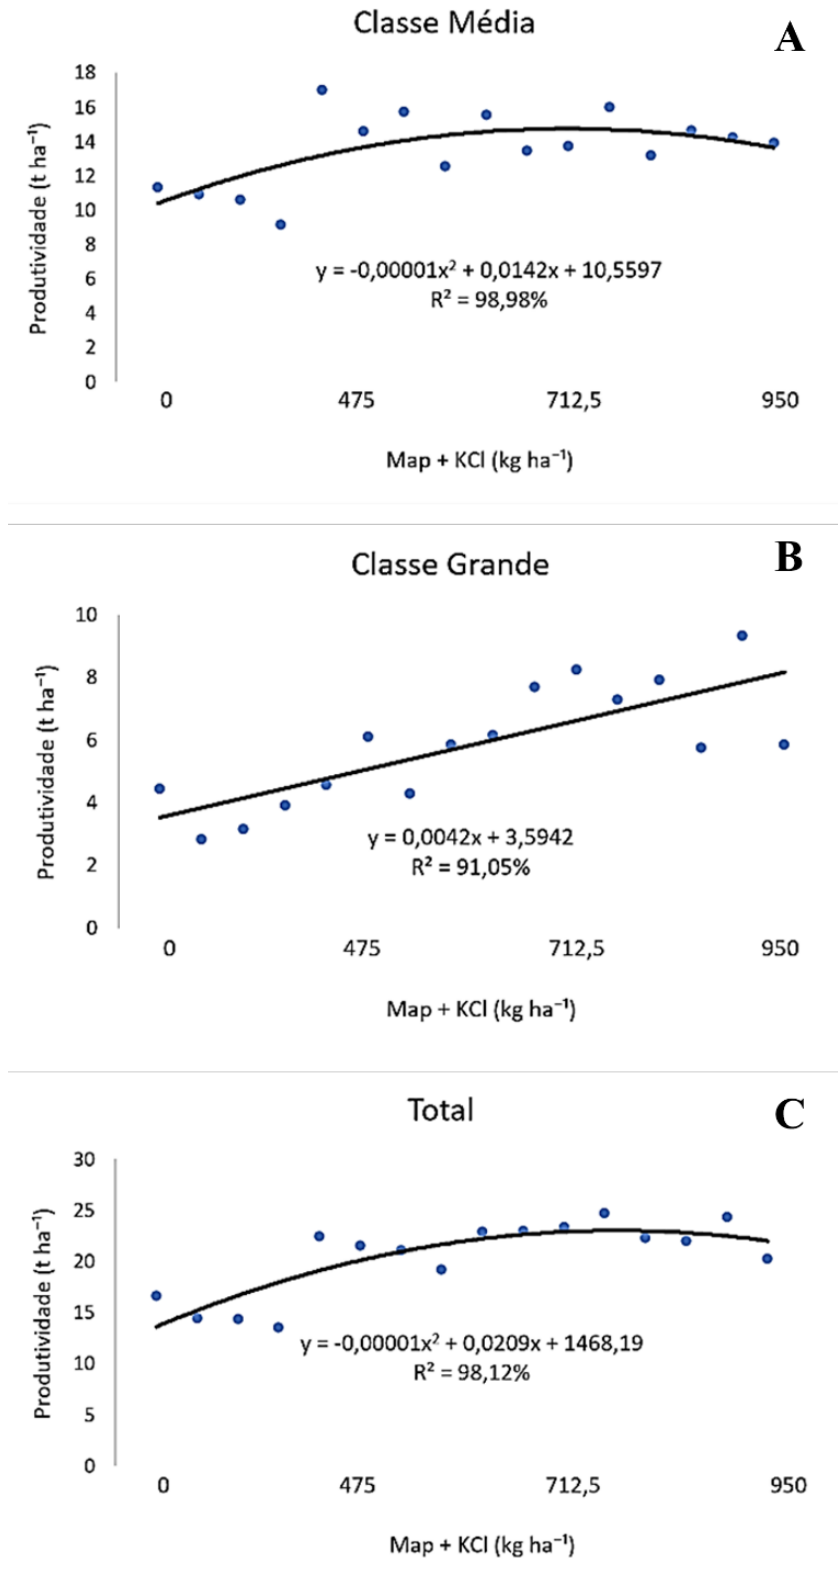 Classe Média
A
Produtividade (t ha⁻¹)
18
16
14
12
10
8
6
4
2
0
y = -0,00001x² + 0,0142x + 10,5597
R² = 98,98%
0 475 712,5 950
Map + KCl (kg ha⁻¹)
Classe Grande
B
Produtividade (t ha⁻¹)
10
8
6
4
2
0
y = 0,0042x + 3,5942
R² = 91,05%
0 475 712,5 950
Map + KCl (kg ha⁻¹)
Total
C
Produtividade (t ha⁻¹)
30
25
20
15
10
5
0
y = -0,00001x² + 0,0209x + 1468,19
R² = 98,12%
0 475 712,5 950
Map + KCl (kg ha⁻¹)